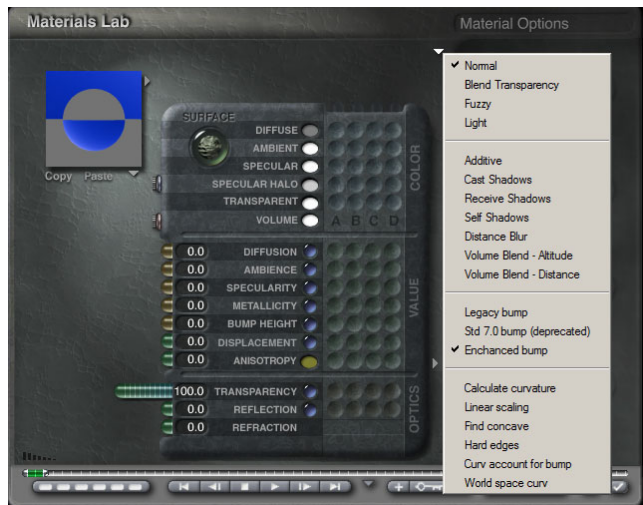 Materials Lab
Material Options
Copy Paste
SURFACE
DIFFUSE
AMBIENT
SPECULAR
SPECULAR HALO
TRANSPARENT
VOLUME
A B C D
COLOR
0.0 DIFFUSION
0.0 AMBIENCE
0.0 SPECULARITY
0.0 METALLICITY
0.0 BUMP HEIGHT
0.0 DISPLACEMENT
0.0 ANISOTROPY
VALUE
100.0 TRANSPARENCY
0.0 REFLECTION
0.0 REFRACTION
OPTICS
Normal
Blend Transparency
Fuzzy
Light
Additive
Cast Shadows
Receive Shadows
Self Shadows
Distance Blur
Volume Blend - Altitude
Volume Blend - Distance
Legacy bump
Std 7.0 bump (deprecated)
Enchanced bump
Calculate curvature
Linear scaling
Find concave
Hard edges
Curv account for bump
World space curv